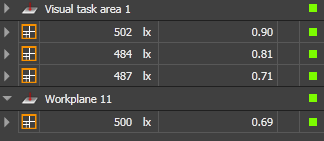 Visual task area 1
502 lx 0.90
484 lx 0.81
487 lx 0.71
Workplane 11
500 lx 0.69